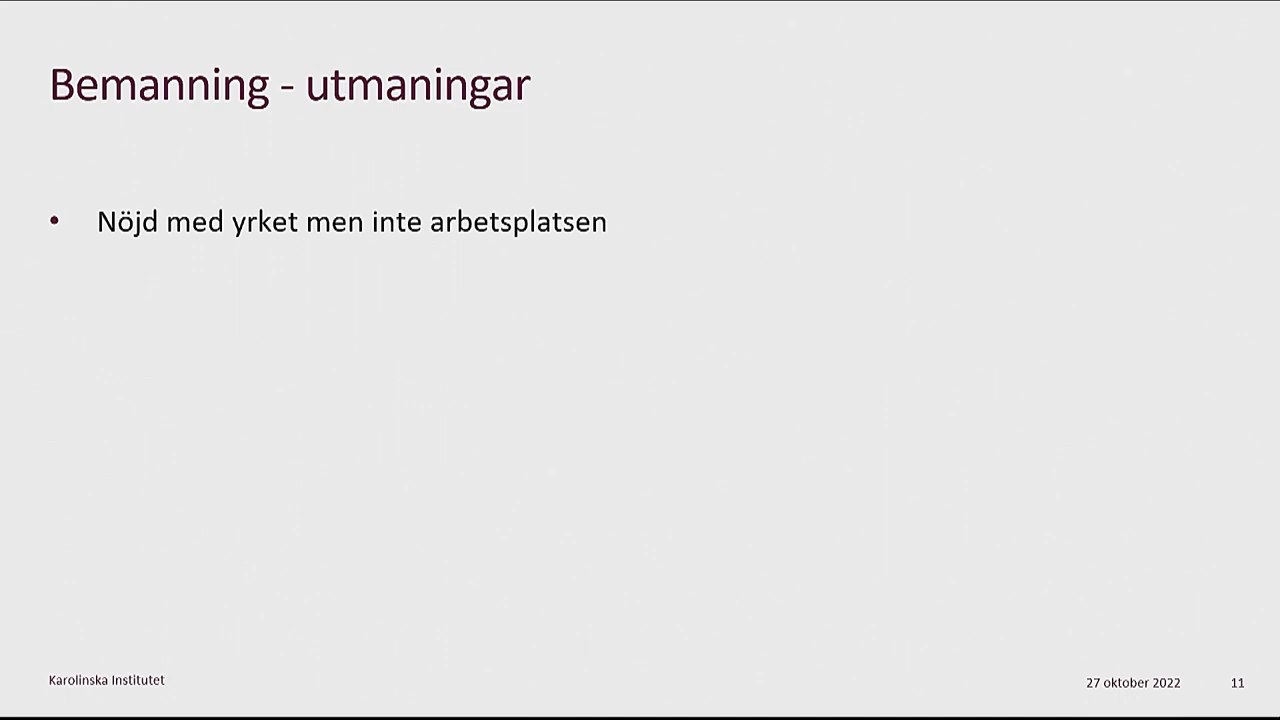 Bemanning - utmaningar
• Nöjd med yrket men inte arbetsplatsen
Karolinska Institutet
27 oktober 2022
11